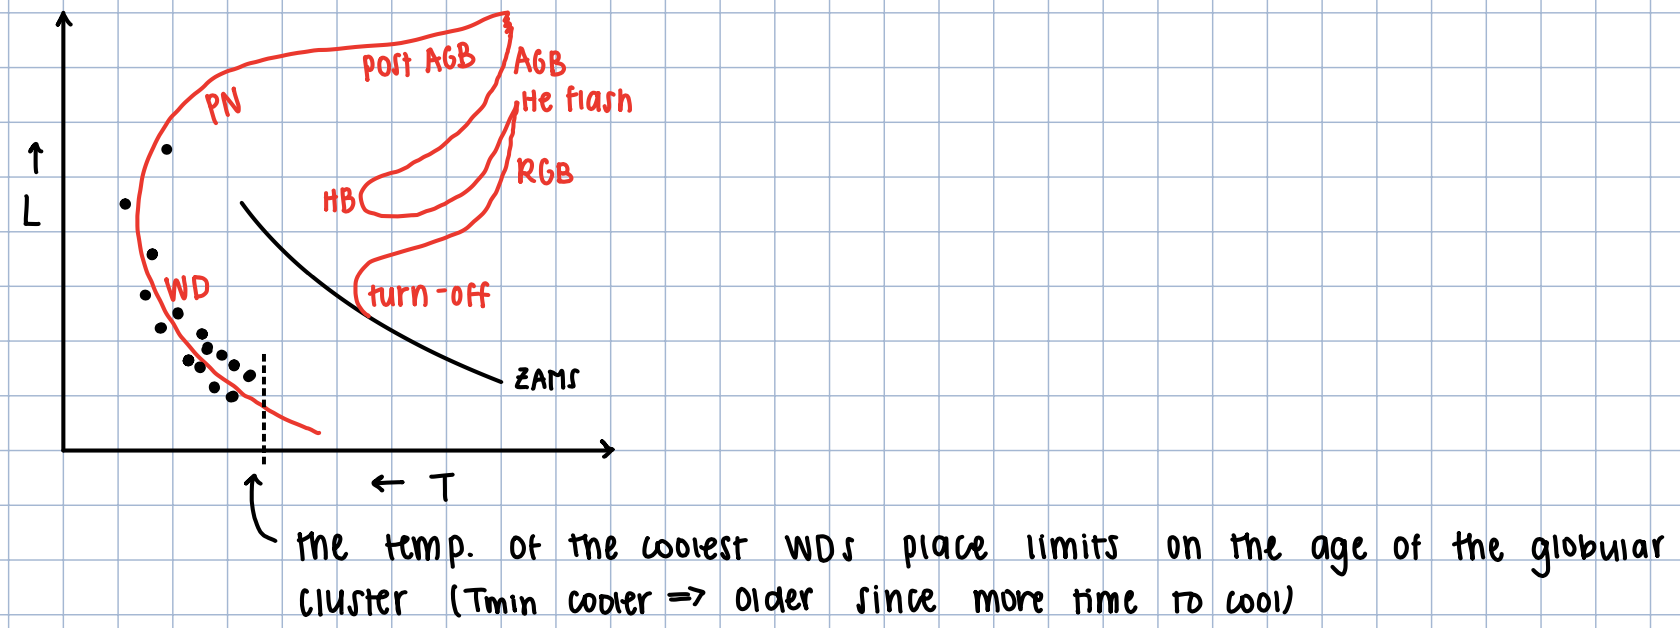 post AGB
AGB
PN
He flash
RGB
↑
L
HB
WD
turn-off
ZAMS
← T
the temp. of the coolest WDs place limits on the age of the globular
cluster (Tmin cooler => older since more time to cool)